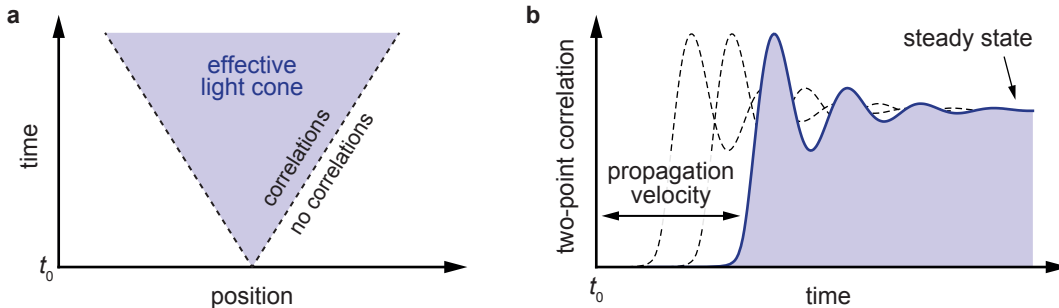 a
effective
light cone
correlations
no correlations
time
t0
position
b
steady state
two-point correlation
propagation
velocity
t0
time